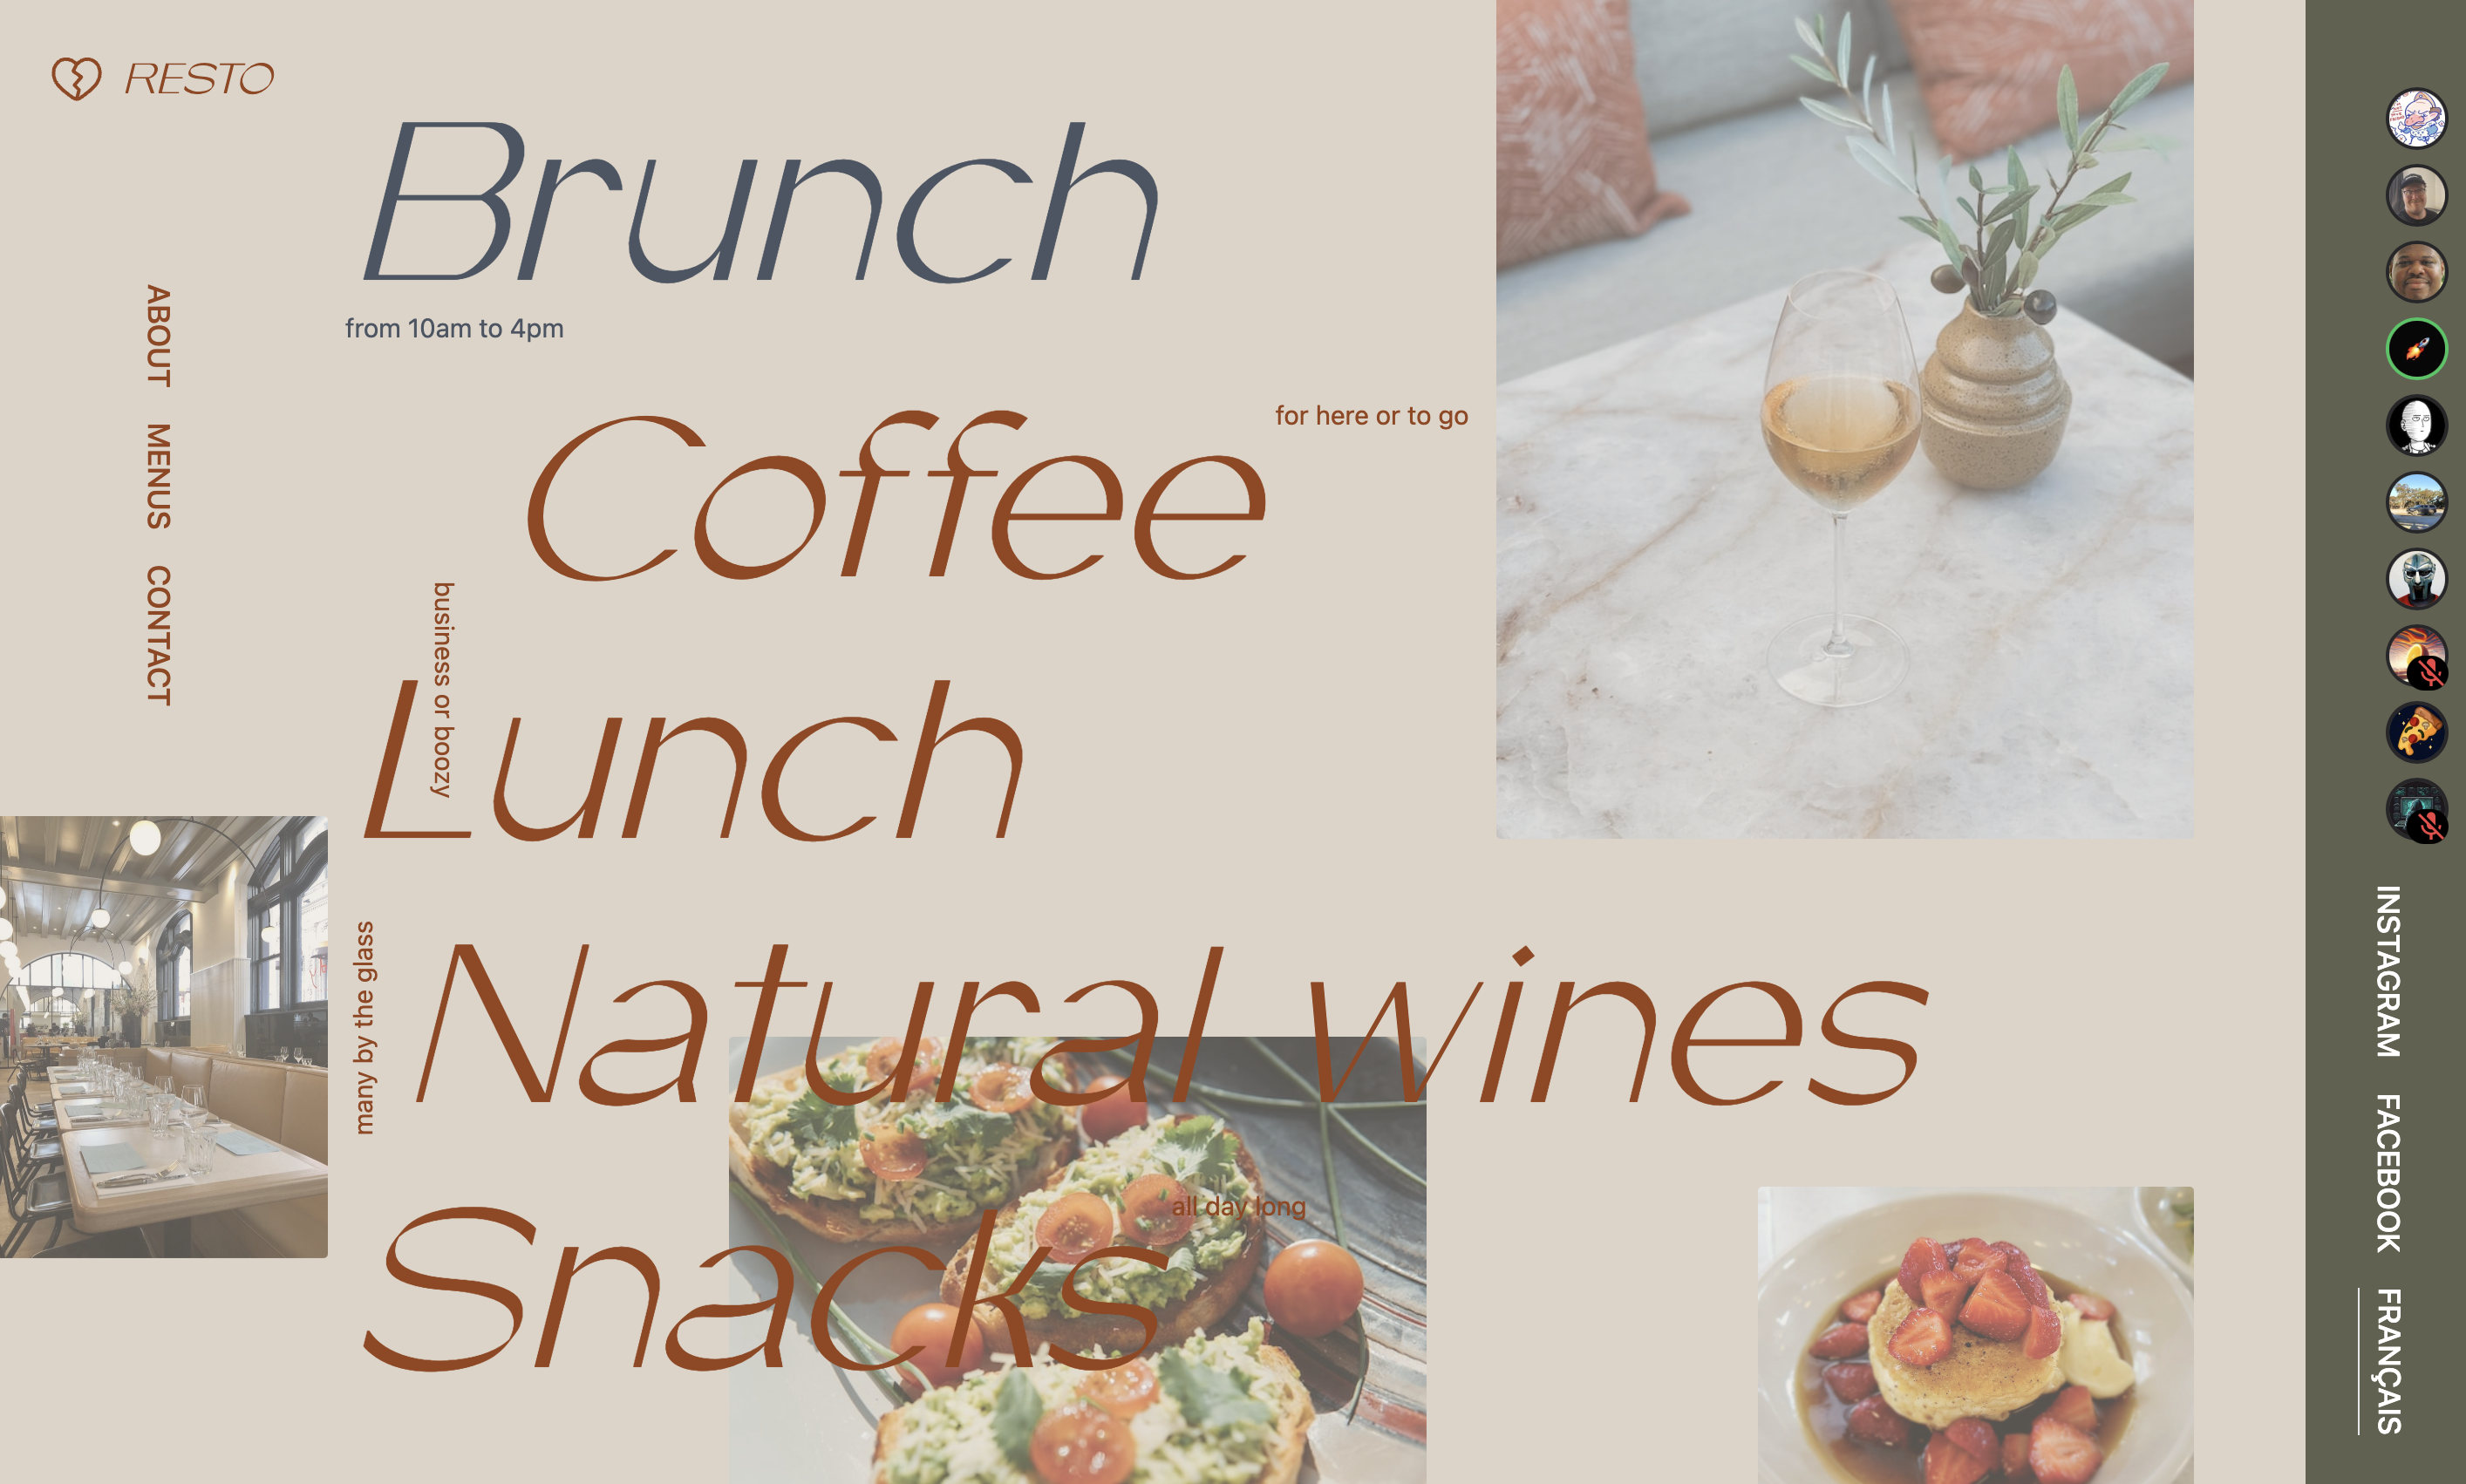 RESTO
ABOUT
MENUS
CONTACT
Brunch
from 10am to 4pm
Coffee
for here or to go
Lunch
business or boozy
Natural wines
many by the glass
Snacks
all day long
INSTAGRAM
FACEBOOK
FRANÇAIS